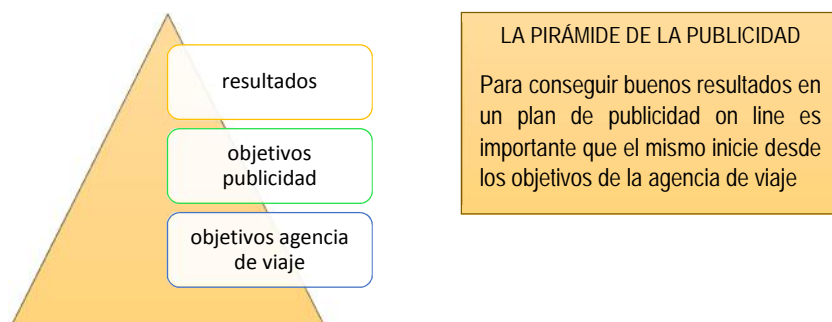 resultados
objetivos
publicidad
objetivos agencia
de viaje
LA PIRÁMIDE DE LA PUBLICIDAD
Para conseguir buenos resultados en
un plan de publicidad on line es
importante que el mismo inicie desde
los objetivos de la agencia de viaje